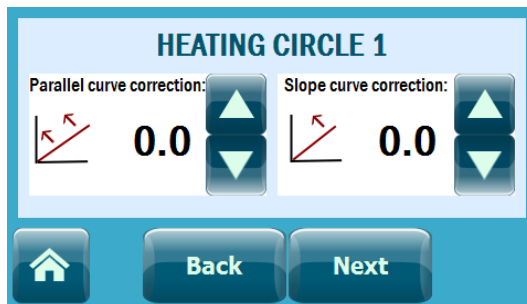 HEATING CIRCLE 1
Parallel curve correction: Slope curve correction:
0.0 0.0
Back Next